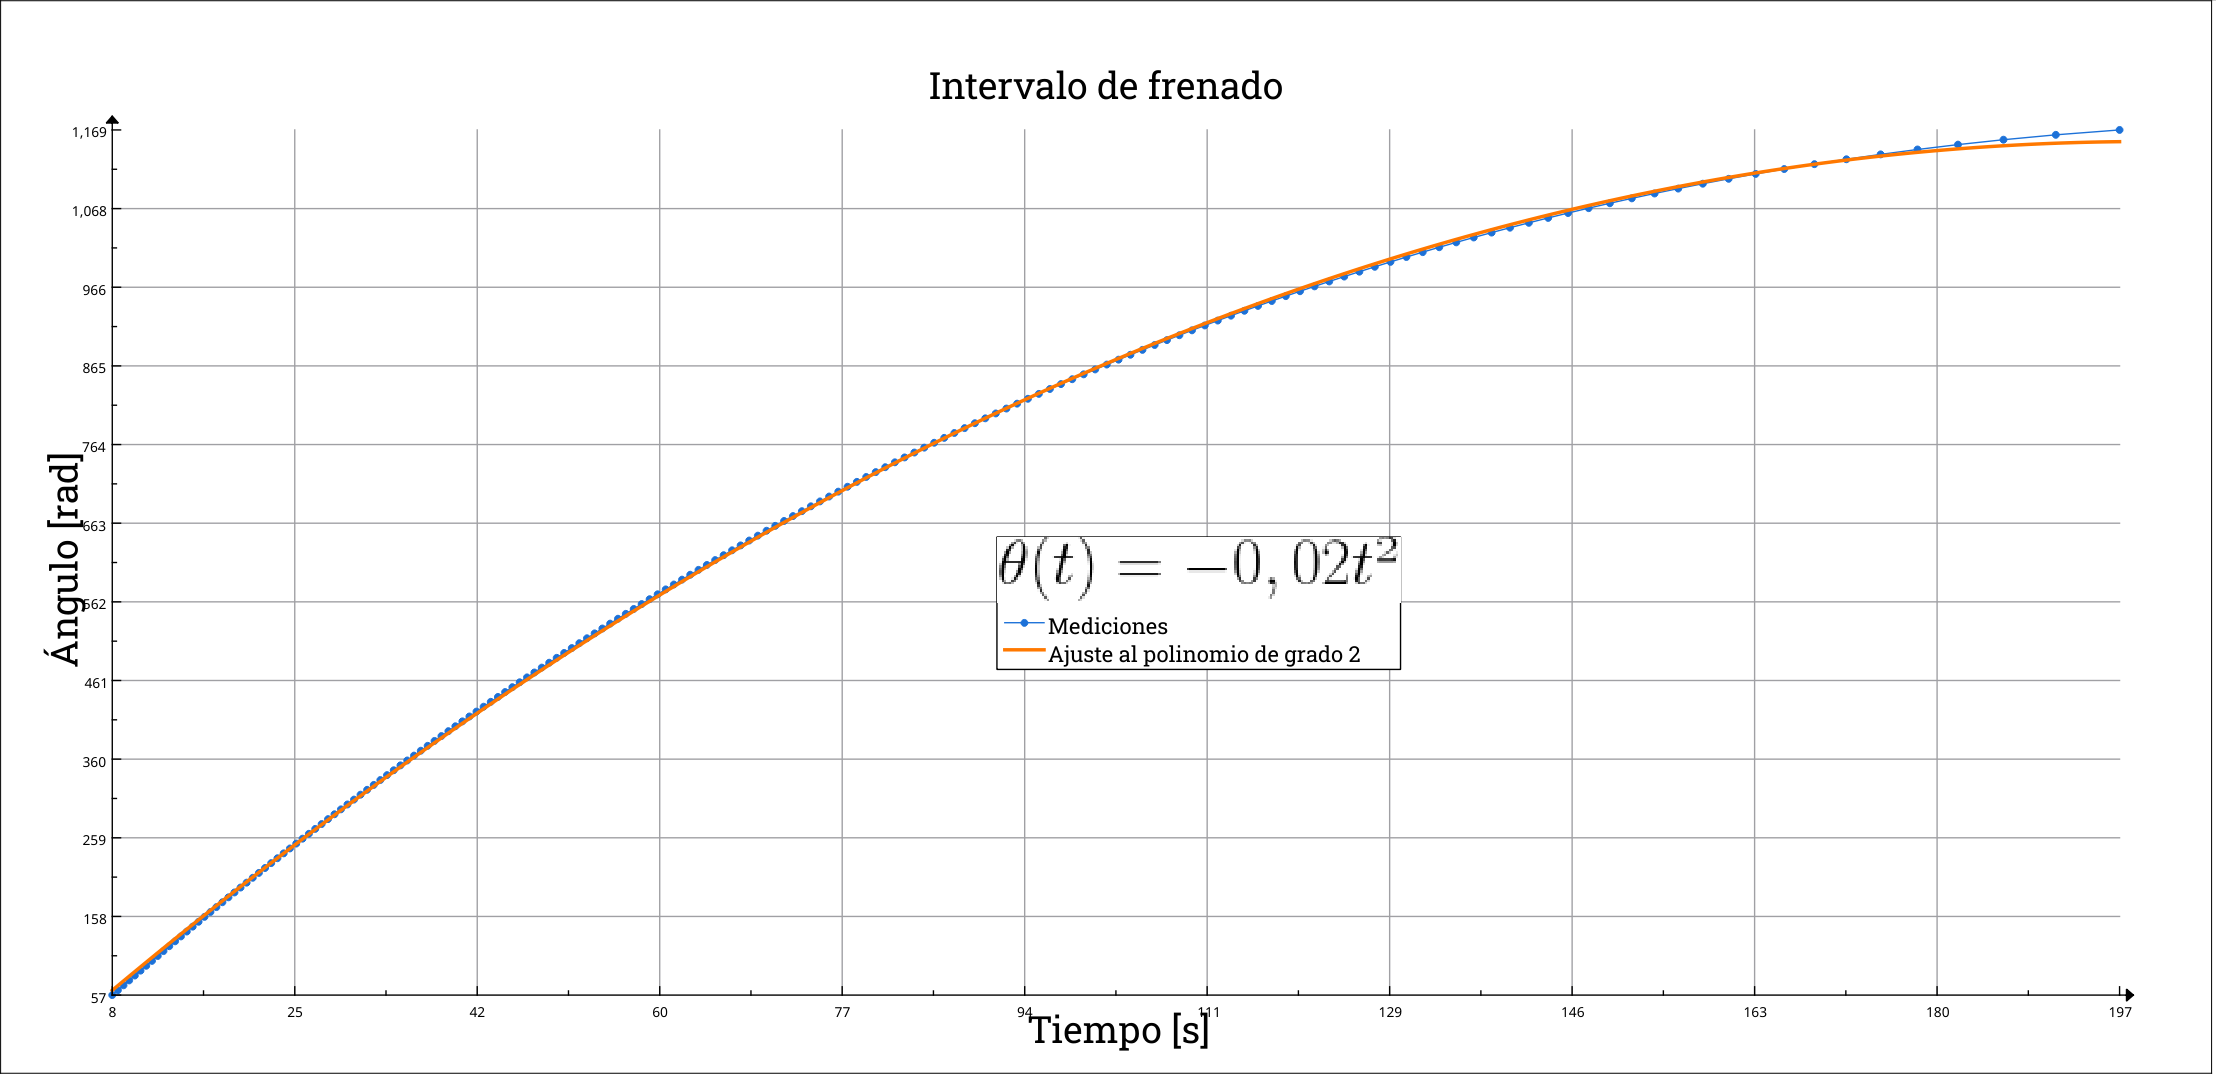 Intervalo de frenado
1,169
1,068
966
865
764
663
562
461
360
259
158
57
Ángulo [rad]
θ(t) = −0,02t²
Mediciones
Ajuste al polinomio de grado 2
8 25 42 60 77 94 111 129 146 163 180 197
Tiempo [s]